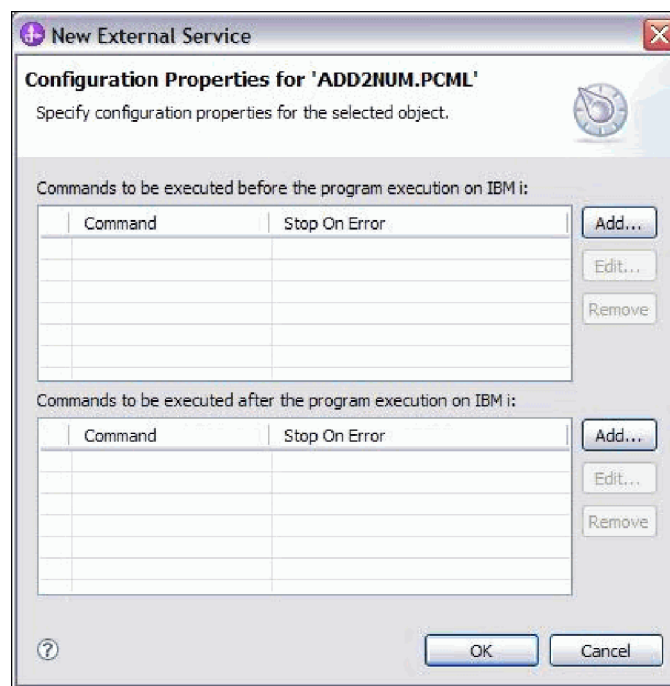 New External Service
Configuration Properties for 'ADD2NUM.PCML'
Specify configuration properties for the selected object.
Commands to be executed before the program execution on IBM i:
Command Stop On Error
Add...
Edit...
Remove
Commands to be executed after the program execution on IBM i:
Command Stop On Error
Add...
Edit...
Remove
? OK Cancel